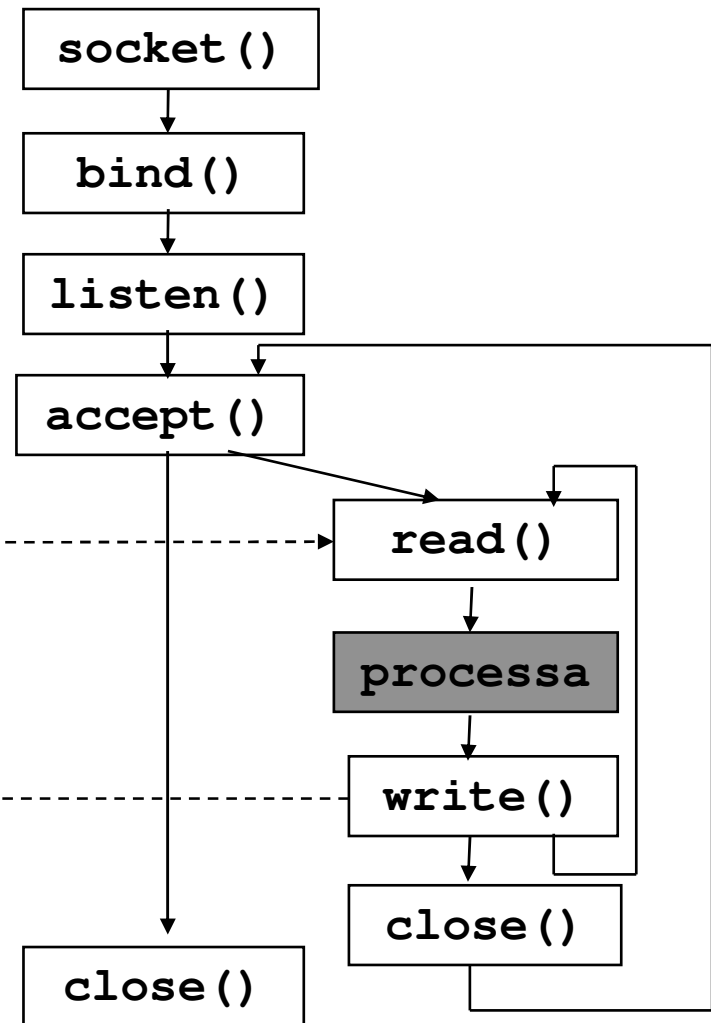 socket()
bind()
listen()
accept()
read()
processa
write()
close()
close()